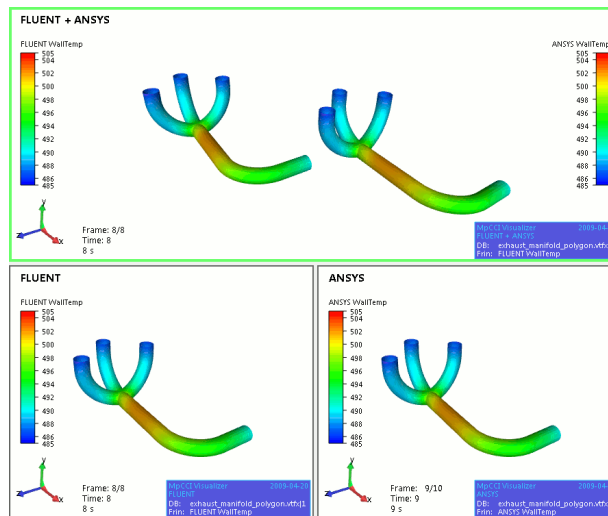 FLUENT + ANSYS
FLUENT WallTemp
ANSYS WallTemp
505
504
502
500
498
496
494
492
490
488
486
485
505
504
502
500
498
496
494
492
490
488
486
485
y
z
x
Frame: 8/8
Time: 8
8 s
MpCCI Visualizer 2009-04-
FLUENT + ANSYS
DB: exhaust_manifold_polygon.vtfx
Frin: FLUENT WallTemp
FLUENT
FLUENT WallTemp
505
504
502
500
498
496
494
492
490
488
486
485
y
z
x
Frame: 8/8
Time: 8
8 s
MpCCI Visualizer 2009-04-20
FLUENT
DB: exhaust_manifold_polygon.vtfx(1
Frin: FLUENT WallTemp
ANSYS
ANSYS WallTemp
505
504
502
500
498
496
494
492
490
488
486
485
y
z
x
Frame: 9/10
Time: 9
9 s
MpCCI Visualizer 2009-04-
ANSYS
DB: exhaust_manifold_polygon.vtfx
Frin: ANSYS WallTemp